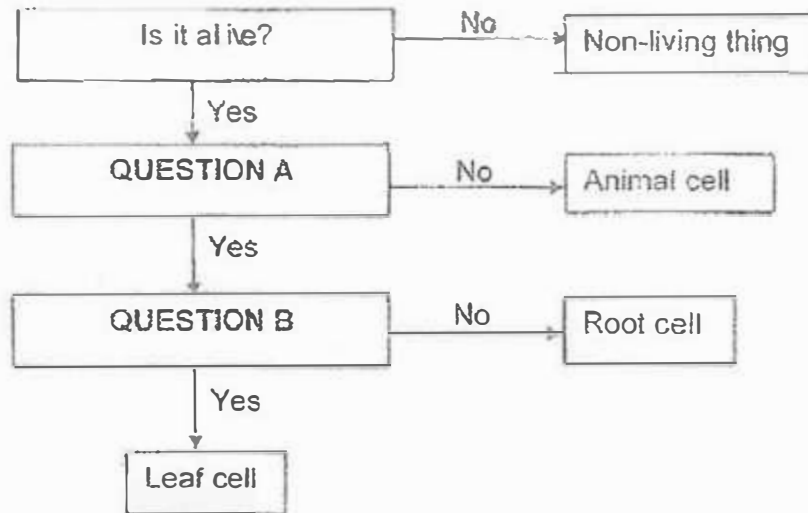 Is it alive?
No
Non-living thing
Yes
QUESTION A
No
Animal cell
Yes
QUESTION B
No
Root cell
Yes
Leaf cell